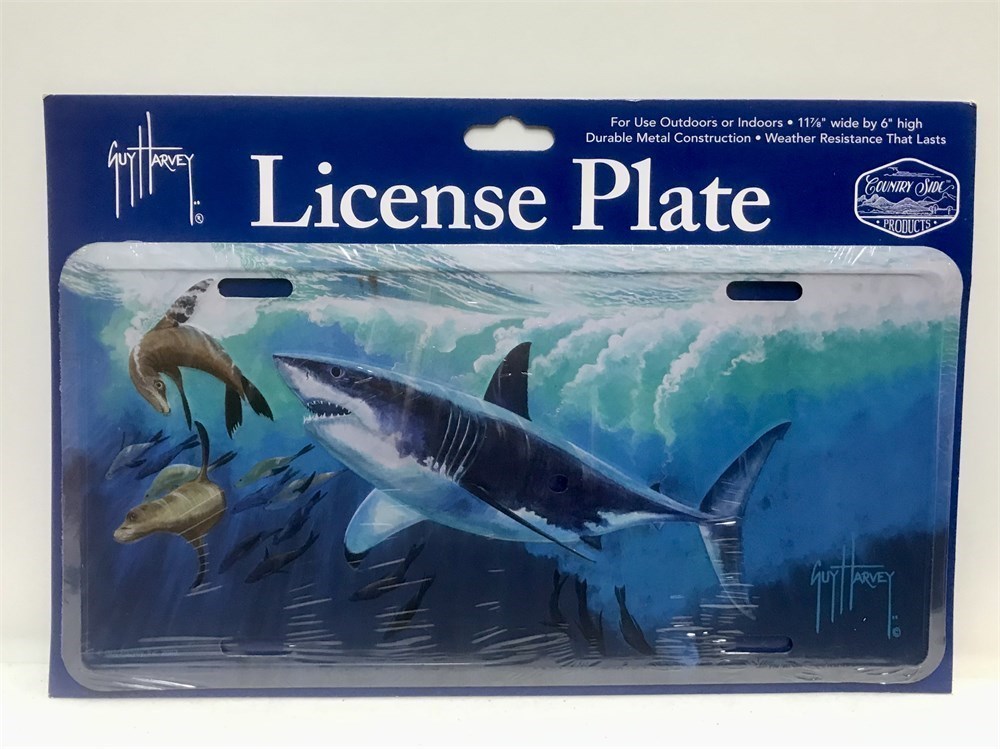 GUY HARVEY
®
License Plate
For Use Outdoors or Indoors • 11⅞" wide by 6" high
Durable Metal Construction • Weather Resistance That Lasts
COUNTRY SIDE™
• PRODUCTS •
GUY HARVEY
©